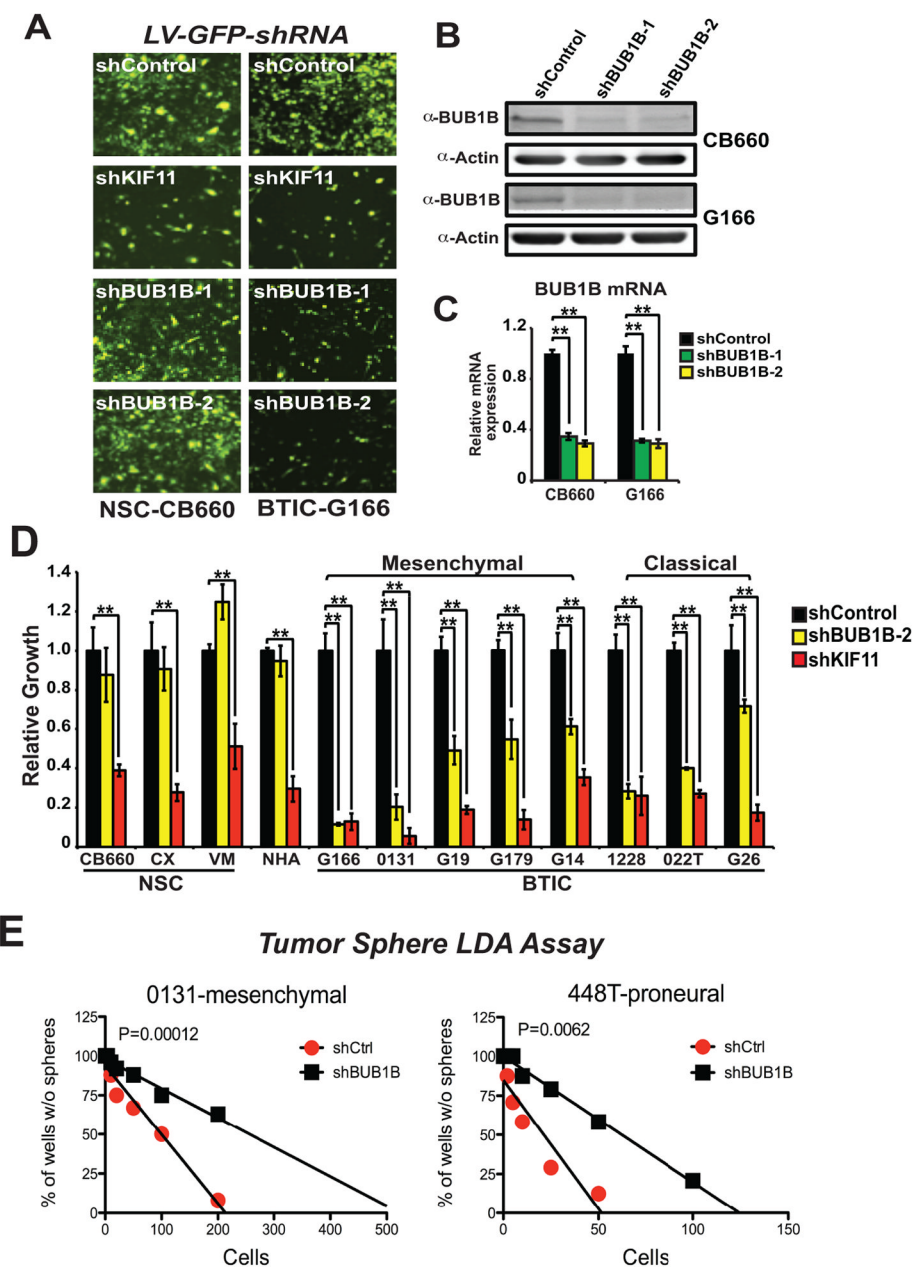 A
LV-GFP-shRNA
shControl shControl
shKIF11 shKIF11
shBUB1B-1 shBUB1B-1
shBUB1B-2 shBUB1B-2
NSC-CB660 BTIC-G166
B
shControl shBUB1B-1 shBUB1B-2
α-BUB1B
CB660
α-Actin
α-BUB1B
G166
α-Actin
C
BUB1B mRNA
Relative mRNA
expression
1.2
0.8
0.4
0
** ** ** **
shControl
shBUB1B-1
shBUB1B-2
CB660 G166
D
Mesenchymal Classical
Relative Growth
1.4
1.2
1.0
0.8
0.6
0.4
0.2
0
** ** ** ** ** ** ** ** ** ** ** ** ** ** ** ** ** ** ** **
shControl
shBUB1B-2
shKIF11
CB660 CX VM NHA G166 0131 G19 G179 G14 1228 022T G26
NSC BTIC
E
Tumor Sphere LDA Assay
0131-mesenchymal
% of wells w/o spheres
125
100
75
50
25
0
P=0.00012
shCtrl
shBUB1B
0 100 200 300 400 500
Cells
448T-proneural
% of wells w/o spheres
125
100
75
50
25
0
P=0.0062
shCtrl
shBUB1B
0 50 100 150
Cells